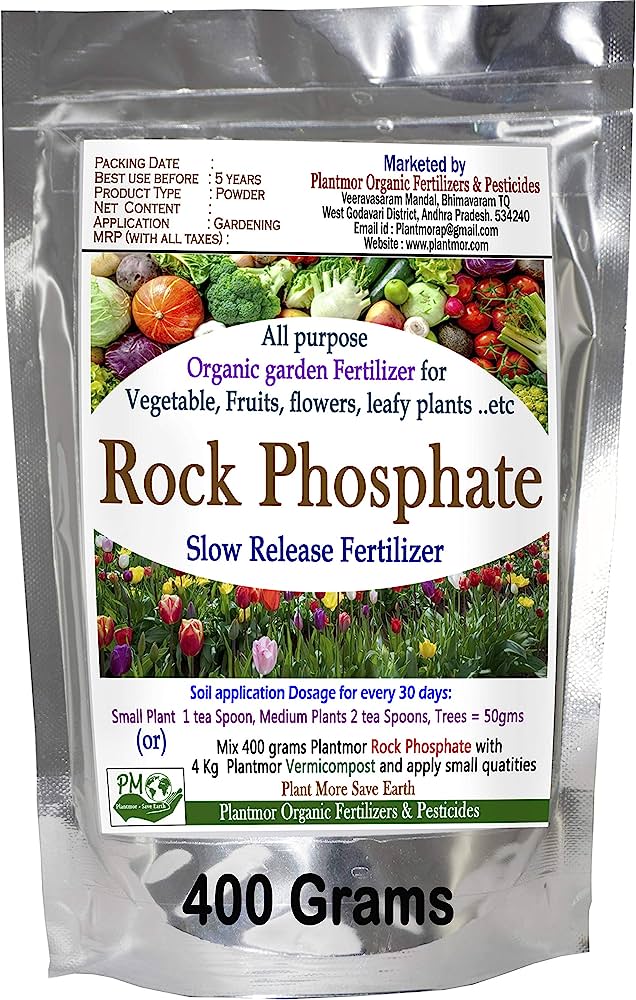 PACKING DATE :
BEST USE BEFORE : 5 YEARS
PRODUCT TYPE : POWDER
NET CONTENT :
APPLICATION : GARDENING
MRP (WITH ALL TAXES) :
Marketed by
Plantmor Organic Fertilizers & Pesticides
Veeravasaram Mandal, Bhimavaram TQ
West Godavari District, Andhra Pradesh. 534240
Email id : Plantmorap@gmail.com
Website : www.plantmor.com
All purpose
Organic garden Fertilizer for
Vegetable, Fruits, flowers, leafy plants ..etc
Rock Phosphate
Slow Release Fertilizer
Soil application Dosage for every 30 days:
Small Plant 1 tea Spoon, Medium Plants 2 tea Spoons, Trees = 50gms
(or) Mix 400 grams Plantmor Rock Phosphate with
4 Kg Plantmor Vermicompost and apply small quatities
Plant More Save Earth
PM
Plantmor - Save Earth
Plantmor Organic Fertilizers & Pesticides
400 Grams